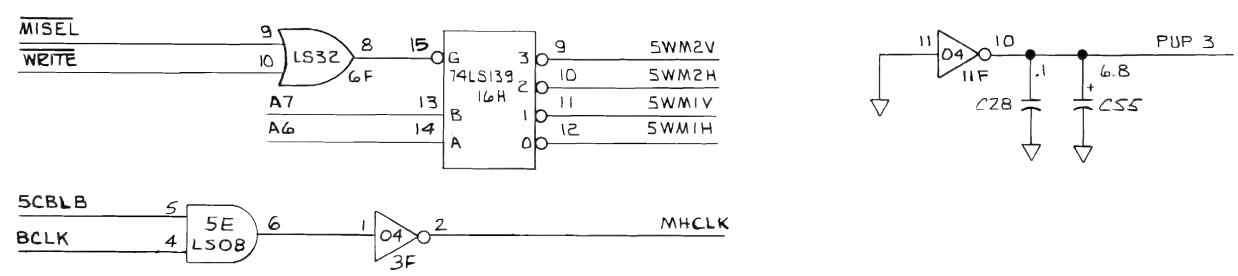 MISEL
WRITE
9
10
LS32
6F
8
15
G
74LS139
16H
3
2
1
0
B
A
A7
13
A6
14
9
SWM2V
10
SWM2H
11
SWM1V
12
SWM1H
11
04
11F
10
PUP 3
.1
C28
6.8
+
C55
SCBLB
5
BCLK
4
5E
LS08
6
1
04
3F
2
MHCLK